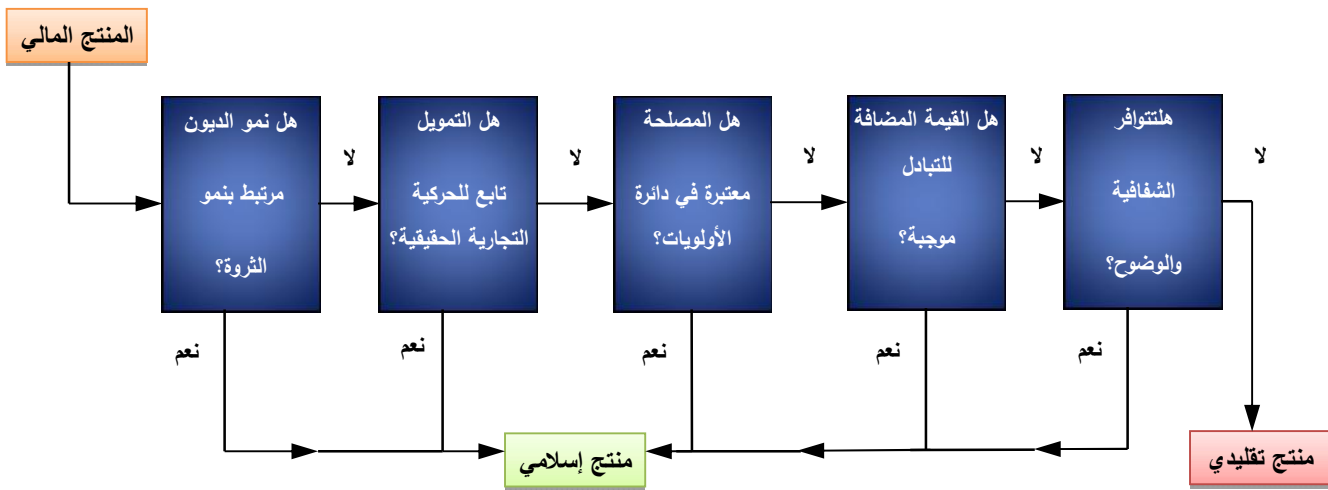 المنتج المالي
هل نمو الديون
مرتبط بنمو
الثروة؟
لا
نعم
هل التمويل
تابع للحركية
التجارية الحقيقية؟
لا
نعم
هل المصلحة
معتبرة في دائرة
الأولويات؟
لا
نعم
هل القيمة المضافة
للتبادل
موجبة؟
لا
نعم
هلتتوافر
الشفافية
والوضوح؟
لا
نعم
منتج إسلامي
منتج تقليدي